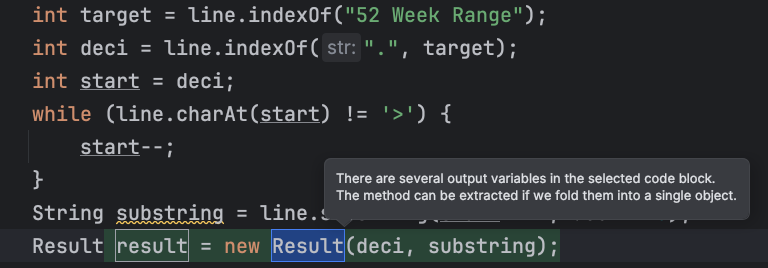 int target = line.indexOf("52 Week Range");
int deci = line.indexOf( str: ".", target);
int start = deci;
while (line.charAt(start) != '>') {
start--;
There are several output variables in the selected code block.
The method can be extracted if we fold them into a single object.
}
String substring = line.s
Result result = new Result(deci, substring);